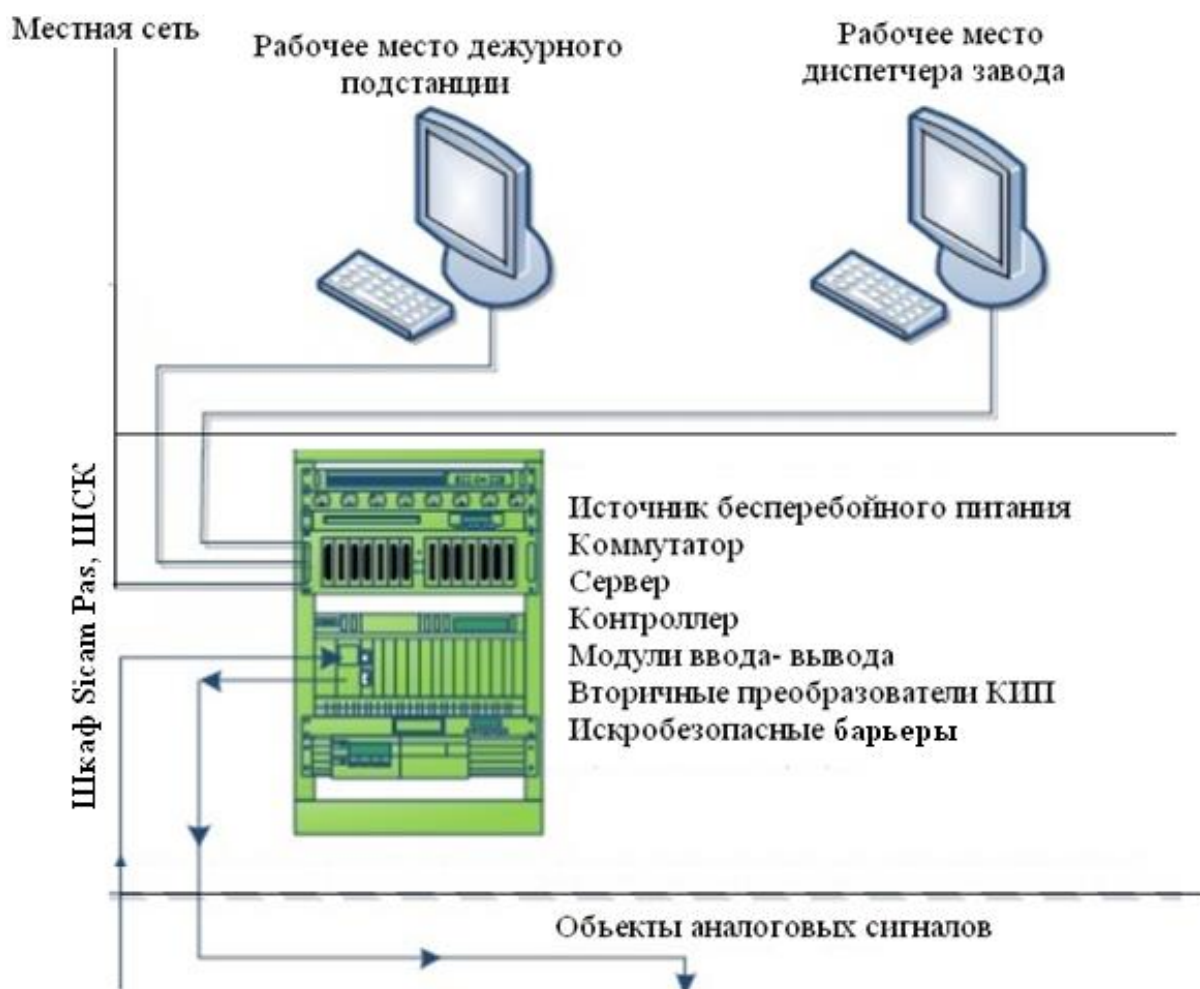 Местная сеть
Рабочее место дежурного
подстанции
Рабочее место
диспетчера завода
Шкаф Sicam Pas, ШСК
Источник бесперебойного питания
Коммутатор
Сервер
Контроллер
Модули ввода- вывода
Вторичные преобразователи КИП
Искробезопасные барьеры
Обьекты аналоговых сигналов